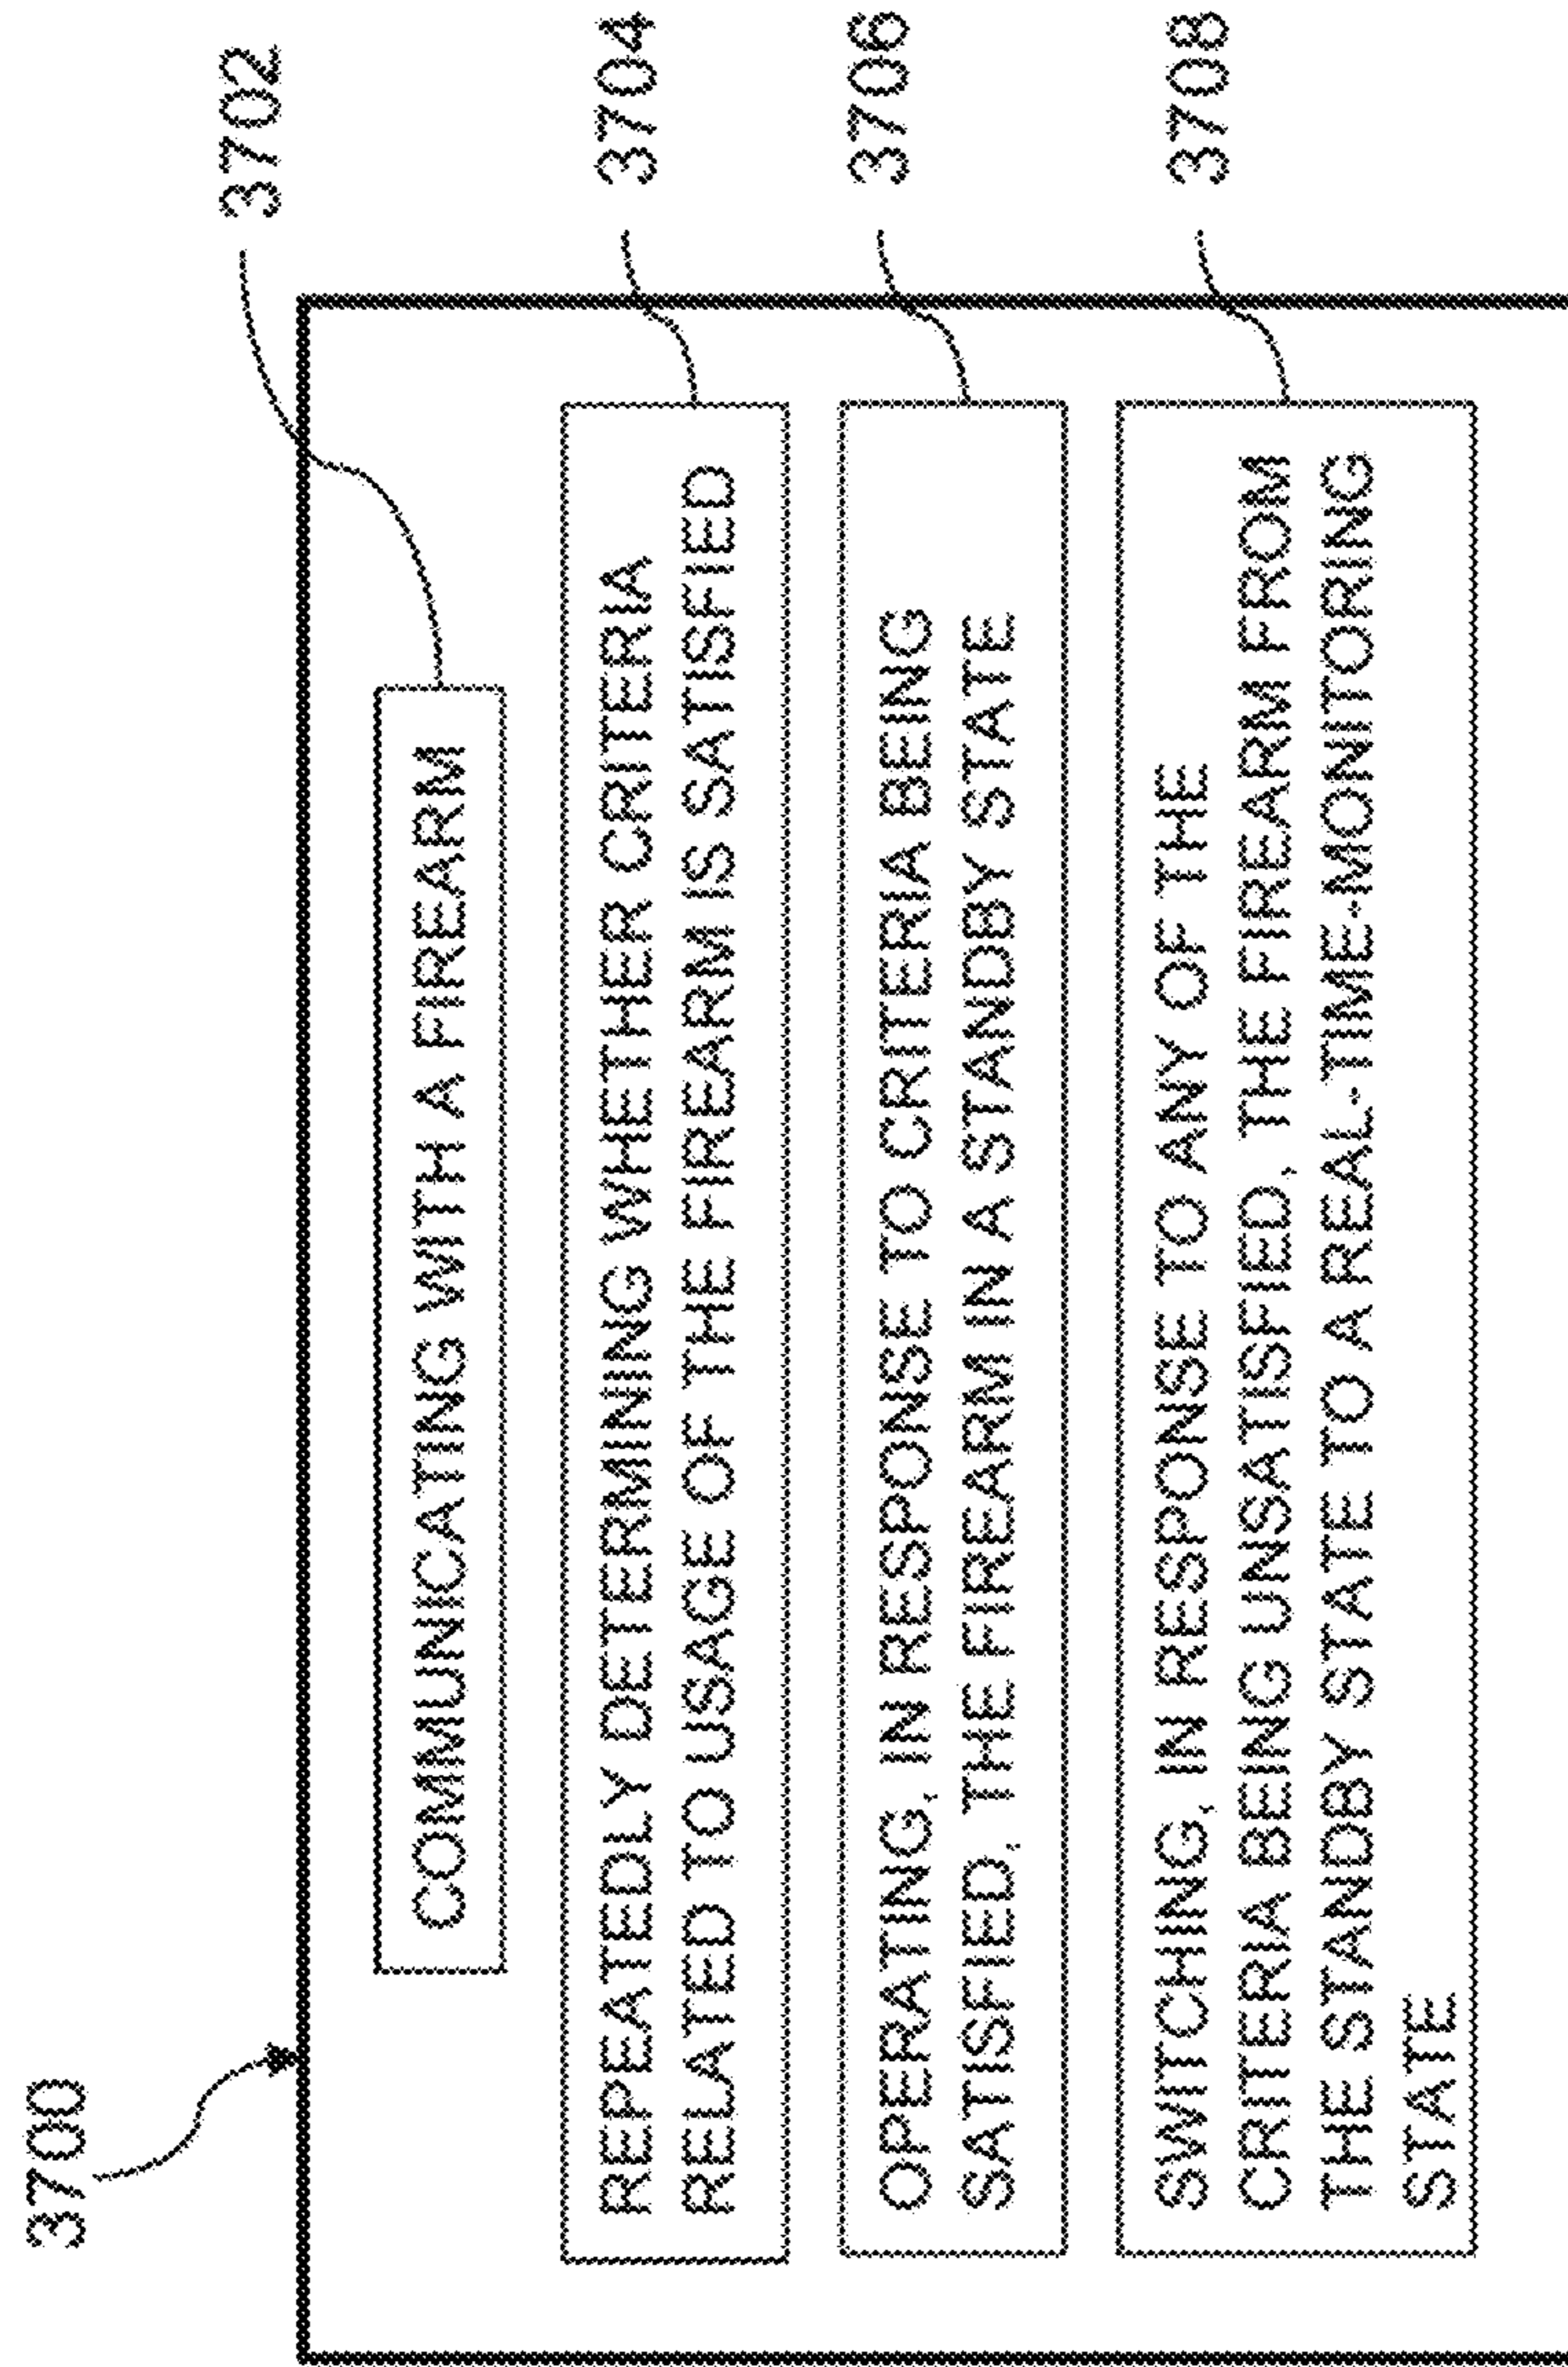 3700
3702
COMMUNICATING WITH A FIREARM
3704
REPEATEDLY DETERMINING WHETHER CRITERIA
RELATED TO USAGE OF THE FIREARM IS SATISFIED
3706
OPERATING, IN RESPONSE TO CRITERIA BEING
SATISFIED, THE FIREARM IN A STANDBY STATE
3708
SWITCHING, IN RESPONSE TO ANY OF THE
CRITERIA BEING UNSATISFIED, THE FIREARM FROM
THE STANDBY STATE TO A REAL-TIME-MONITORING
STATE